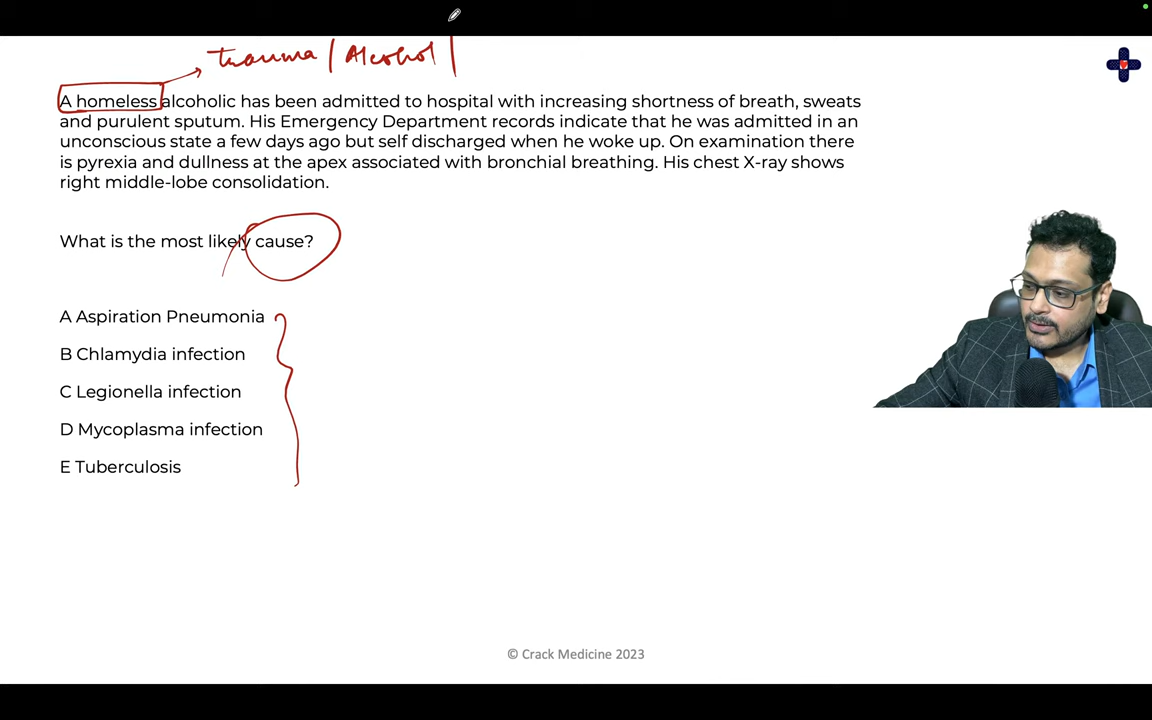 trauma | Alcohol |
A homeless alcoholic has been admitted to hospital with increasing shortness of breath, sweats
and purulent sputum. His Emergency Department records indicate that he was admitted in an
unconscious state a few days ago but self discharged when he woke up. On examination there
is pyrexia and dullness at the apex associated with bronchial breathing. His chest X-ray shows
right middle-lobe consolidation.
What is the most likely cause?
A Aspiration Pneumonia
B Chlamydia infection
C Legionella infection
D Mycoplasma infection
E Tuberculosis
© Crack Medicine 2023